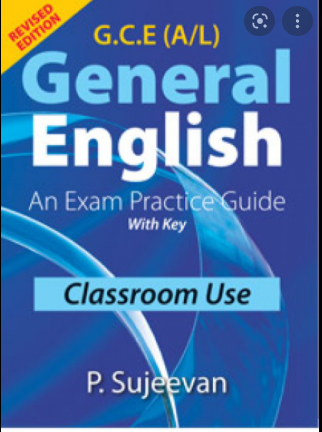 REVISED
EDITION
G.C.E (A/L)
General
English
An Exam Practice Guide
With Key
Classroom Use
P. Sujeevan